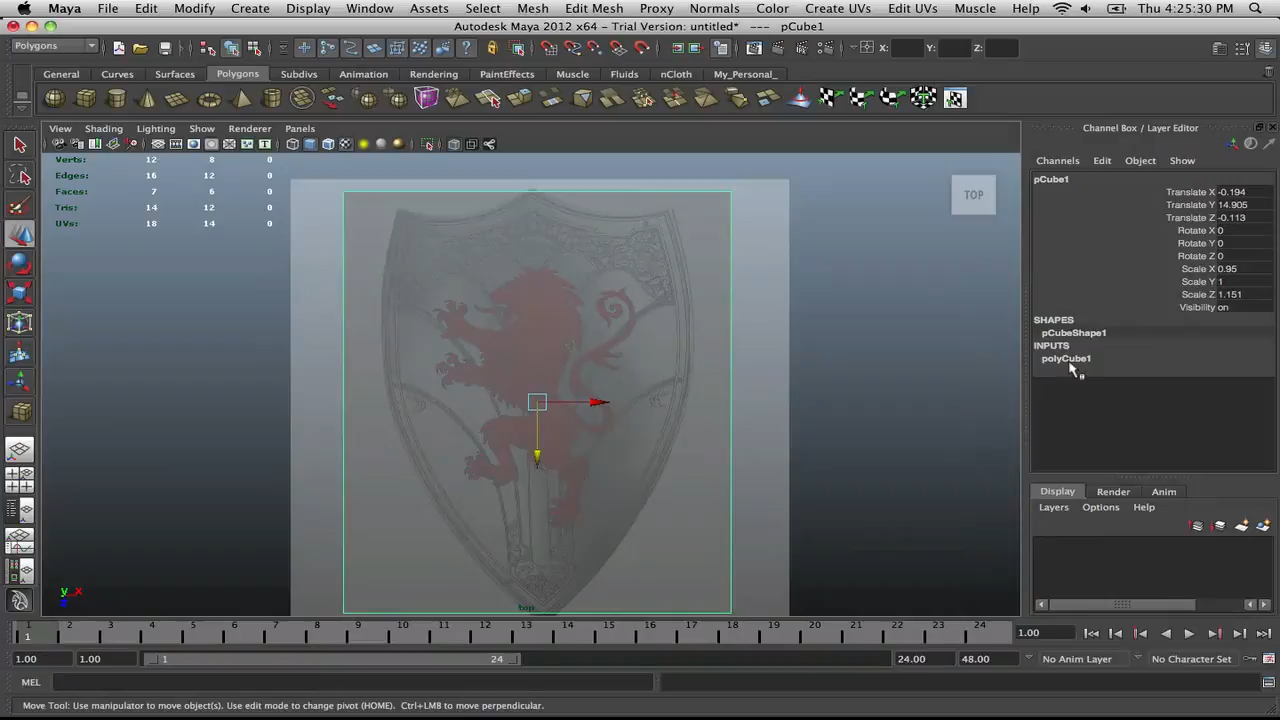 Maya File Edit Modify Create Display Window Assets Select Mesh Edit Mesh Proxy Normals Color Create UVs Edit UVs Muscle Help Thu 4:25:30 PM
Autodesk Maya 2012 x64 - Trial Version: untitled* --- pCube1
Polygons X: Y: Z:
General Curves Surfaces Polygons Subdivs Animation Rendering PaintEffects Muscle Fluids nCloth My_Personal_
View Shading Lighting Show Renderer Panels
Channel Box / Layer Editor
Channels Edit Object Show
Verts: 12 8 0
Edges: 16 12 0
Faces: 7 6 0
Tris: 14 12 0
UVs: 18 14 0
TOP
pCube1
Translate X -0.194
Translate Y 14.905
Translate Z -0.113
Rotate X 0
Rotate Y 0
Rotate Z 0
Scale X 0.95
Scale Y 1
Scale Z 1.151
Visibility on
SHAPES
pCubeShape1
INPUTS
polyCube1
Display Render Anim
Layers Options Help
y x
z
top
1 2 3 4 5 6 7 8 9 10 11 12 13 14 15 16 17 18 19 20 21 22 23 24
1 1.00
1.00 1.00 1 24 24.00 48.00 No Anim Layer No Character Set
MEL
Move Tool: Use manipulator to move object(s). Use edit mode to change pivot (HOME). Ctrl+LMB to move perpendicular.